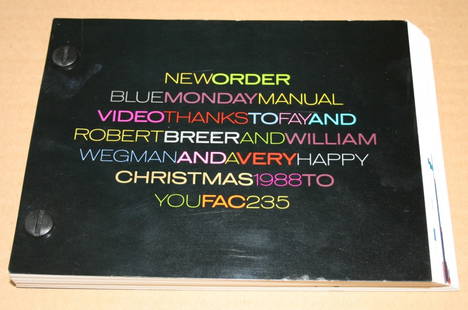 NEWORDER
BLUEMONDAYMANUAL
VIDEOTHANKSTOFAYAND
ROBERTBREERANDWILLIAM
WEGMANANDAVERYHAPPY
CHRISTMAS1988TO
YOUFAC235